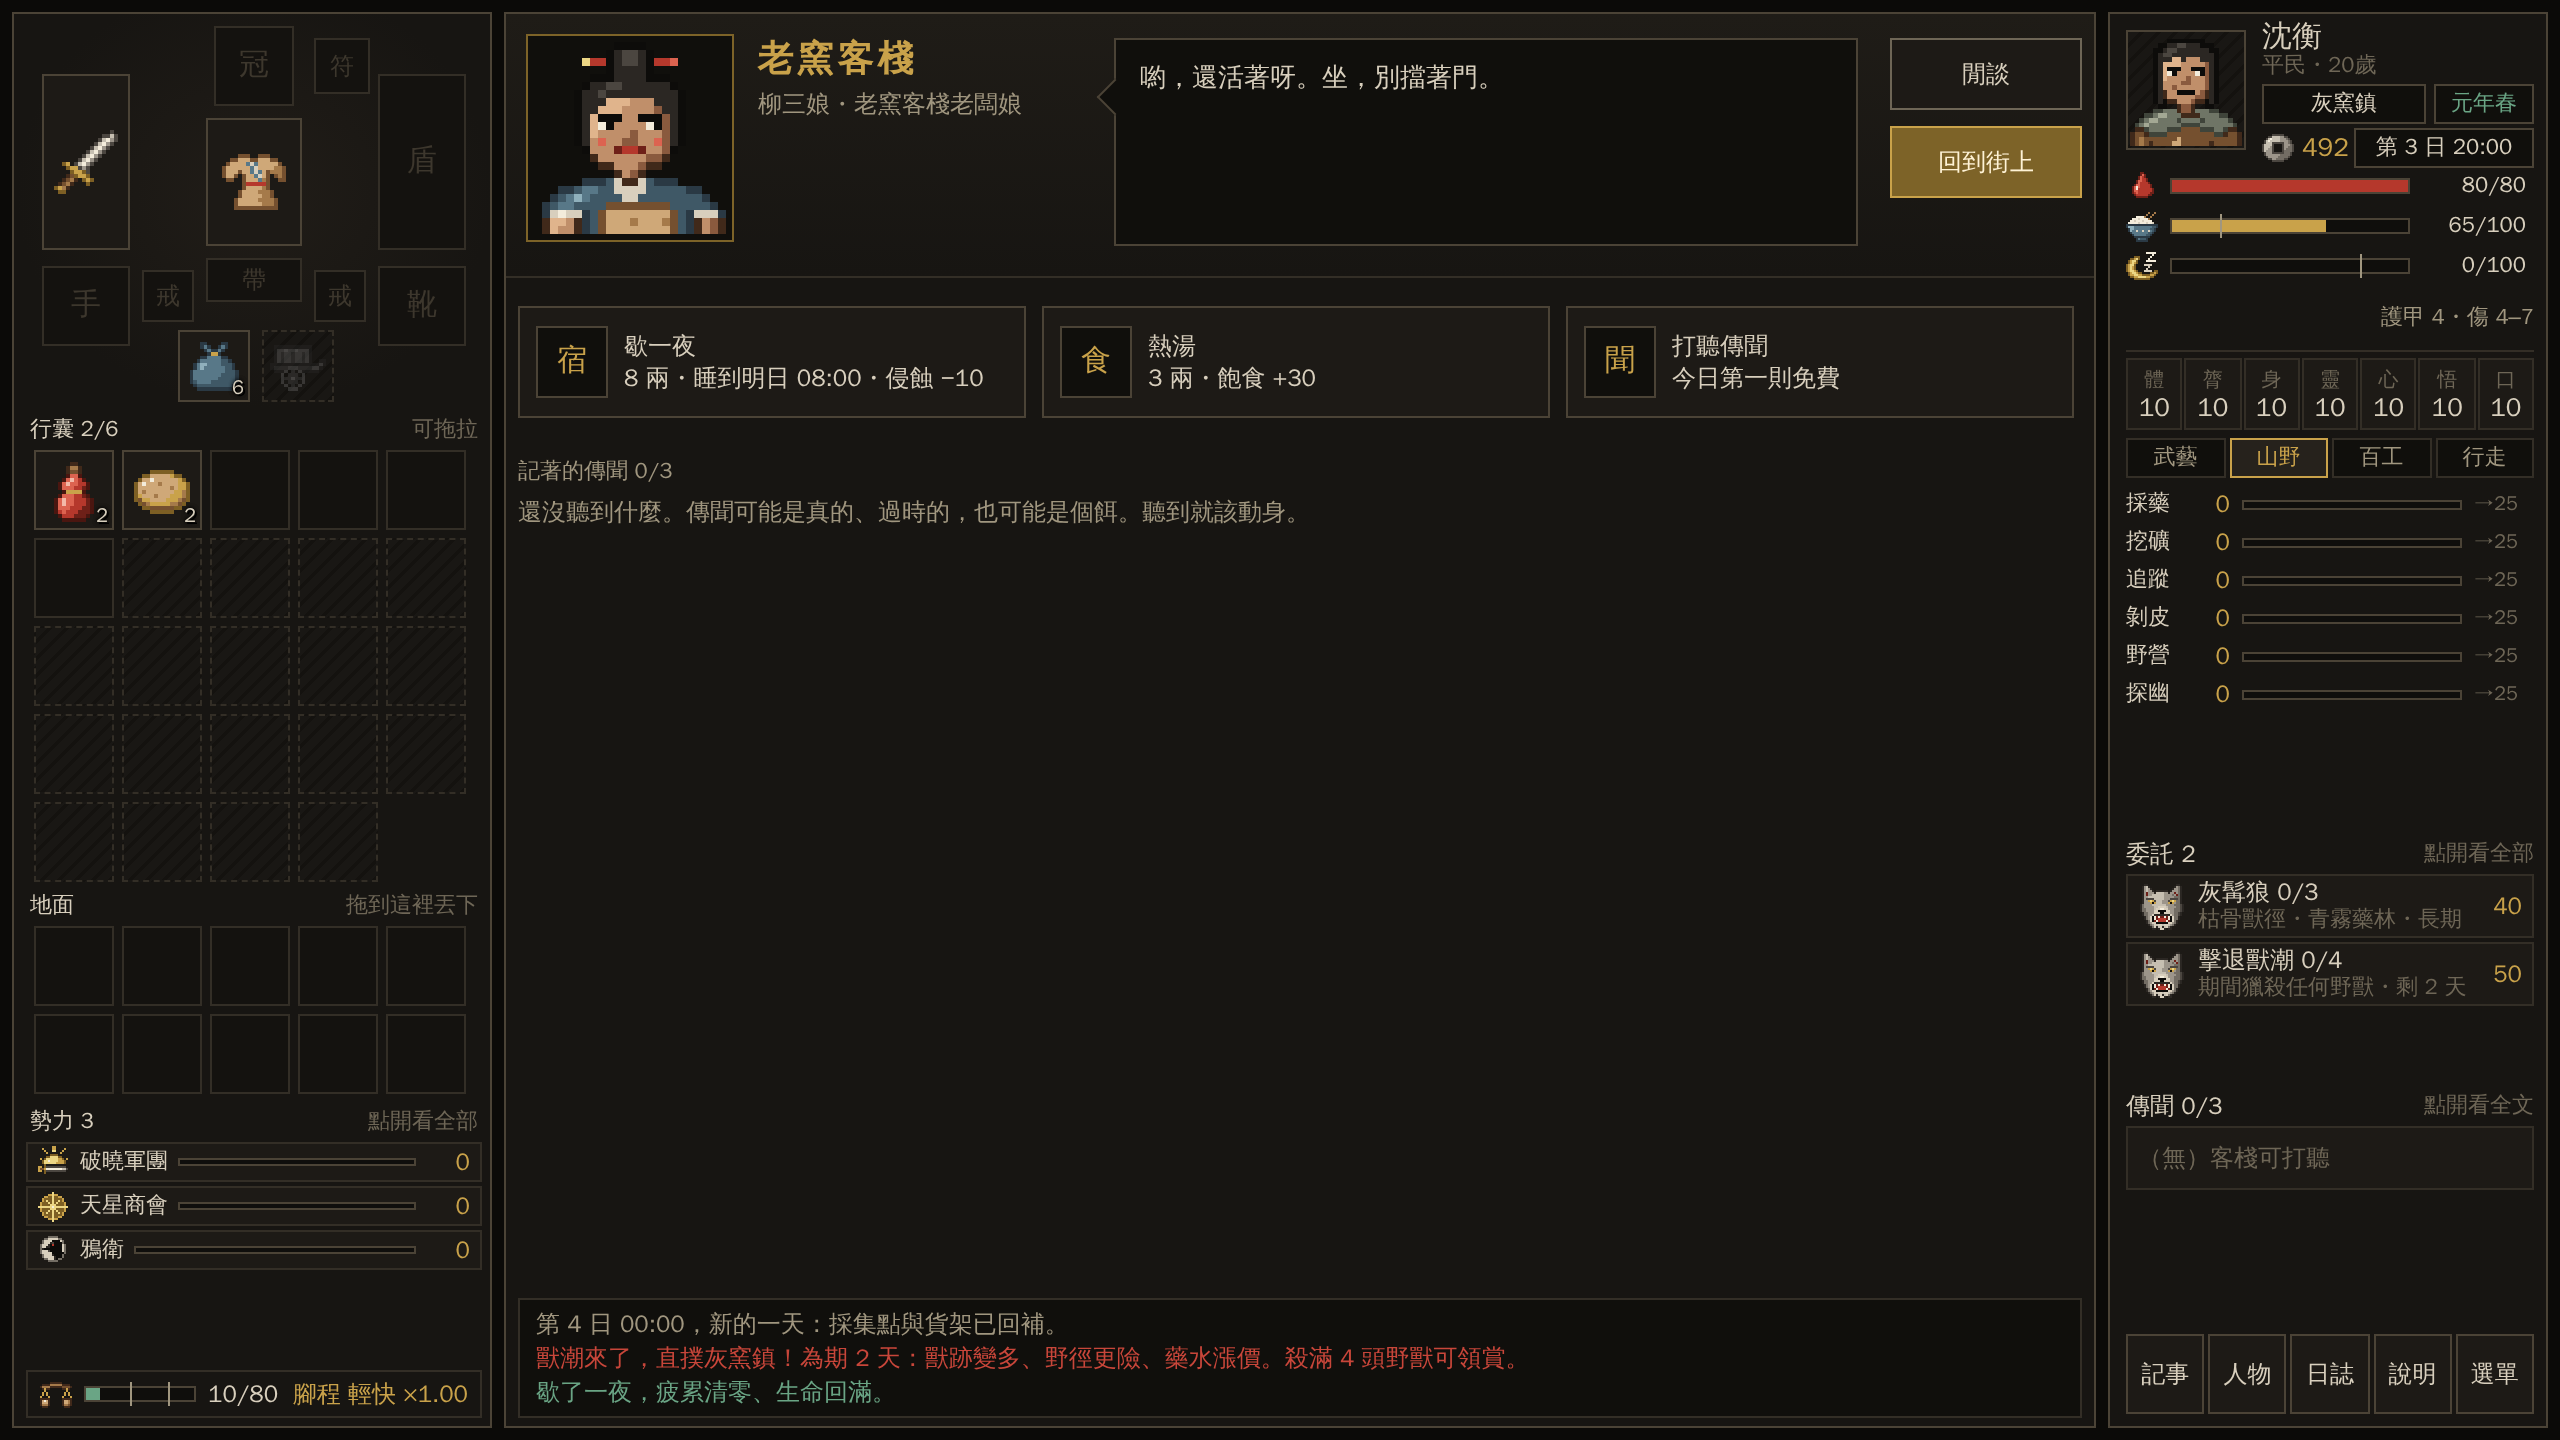 冠
符
盾
手
戒
帶
戒
靴
6
行囊 2/6
可拖拉
2
2
地面
拖到這裡丟下
勢力 3
點開看全部
破曉軍團
0
天星商會
0
鴉衛
0
10/80
腳程 輕快 ×1.00
老窯客棧
柳三娘・老窯客棧老闆娘
喲，還活著呀。坐，別擋著門。
閒談
回到街上
宿
歇一夜
8 兩・睡到明日 08:00・侵蝕 −10
食
熱湯
3 兩・飽食 +30
聞
打聽傳聞
今日第一則免費
記著的傳聞 0/3
還沒聽到什麼。傳聞可能是真的、過時的，也可能是個餌。聽到就該動身。
第 4 日 00:00，新的一天：採集點與貨架已回補。
獸潮來了，直撲灰窯鎮！為期 2 天：獸跡變多、野徑更險、藥水漲價。殺滿 4 頭野獸可領賞。
歇了一夜，疲累清零、生命回滿。
沈衡
平民・20歲
灰窯鎮
元年春
492
第 3 日 20:00
80/80
65/100
0/100
護甲 4・傷 4–7
體
膂
身
靈
心
悟
口
10
10
10
10
10
10
10
武藝
山野
百工
行走
採藥
0
→25
挖礦
0
→25
追蹤
0
→25
剝皮
0
→25
野營
0
→25
探幽
0
→25
委託 2
點開看全部
灰髯狼 0/3
枯骨獸徑・青霧藥林・長期
40
擊退獸潮 0/4
期間獵殺任何野獸・剩 2 天
50
傳聞 0/3
點開看全文
（無）客棧可打聽
記事
人物
日誌
說明
選單